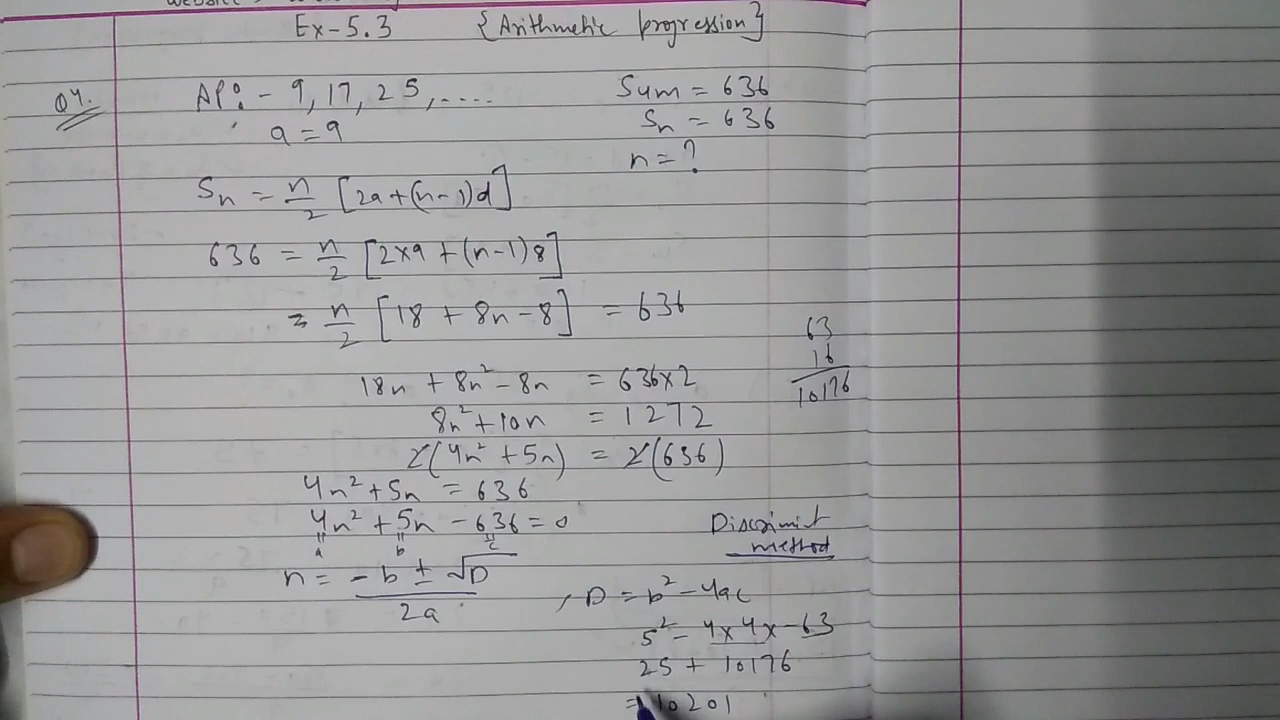 Ex-5.3 {Arithmetic progression}
Q4.
AP: - 9, 17, 25, ....
Sum = 636
a = 9
Sn = 636
n = ?
Sn = n/2 [2a+(n-1)d]
636 = n/2 [2×9 + (n-1)8]
= n/2 [18 + 8n - 8] = 636
63
16
10176
18n + 8n² - 8n = 636×2
8n² + 10n = 1272
2(4n² + 5n) = 2(636)
4n² + 5n = 636
4n² + 5n - 636 = 0
a b c
Discrimint method
n = -b ± √D / 2a
, D = b² - 4ac
5² - 4×4×-63
25 + 10176
= 10201